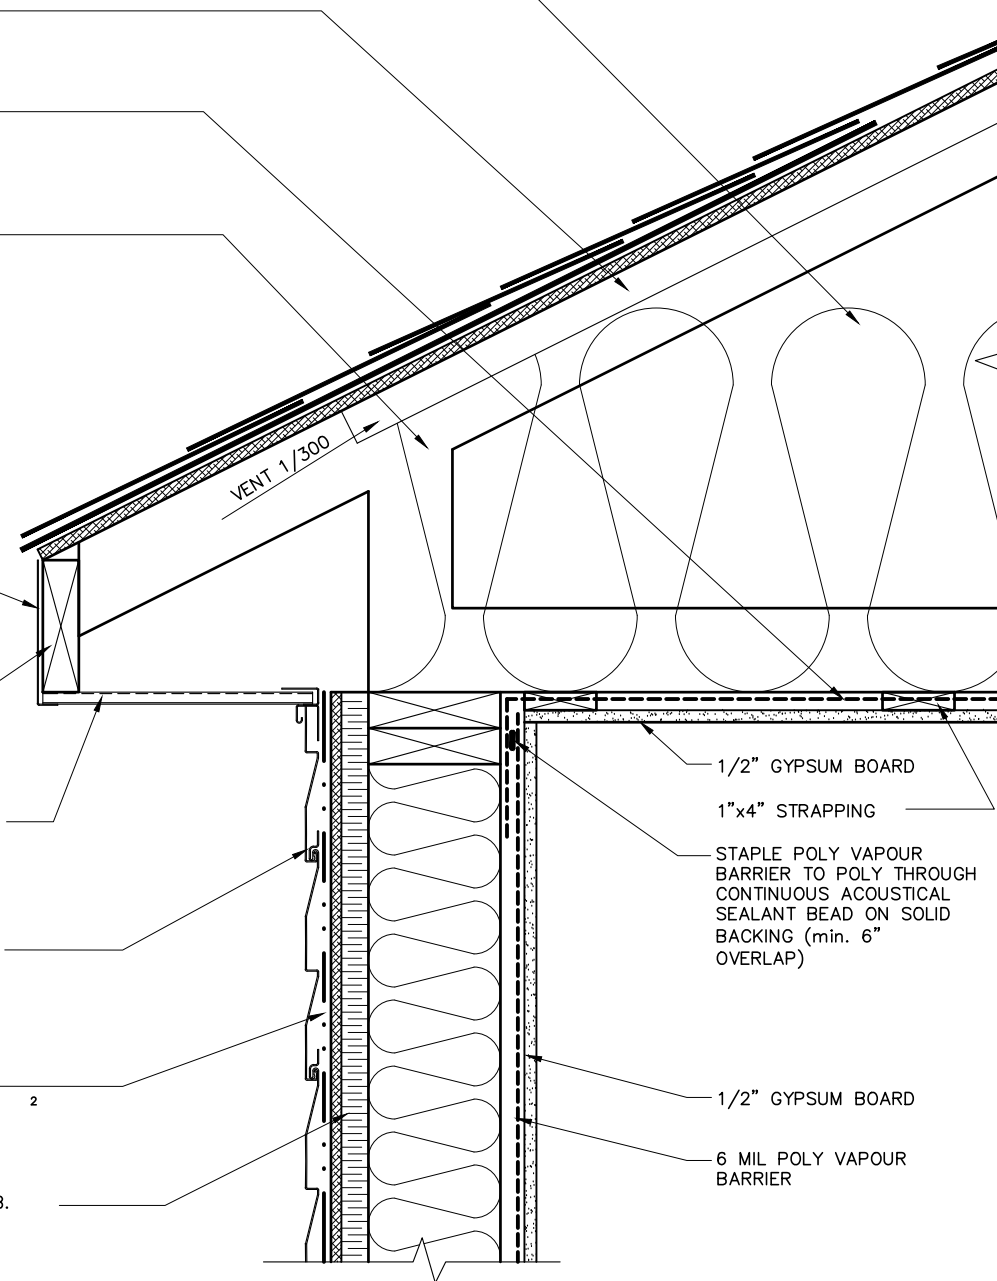 VENT 1/300
1/2" GYPSUM BOARD
1"x4" STRAPPING
STAPLE POLY VAPOUR
BARRIER TO POLY THROUGH
CONTINUOUS ACOUSTICAL
SEALANT BEAD ON SOLID
BACKING (min. 6"
OVERLAP)
1/2" GYPSUM BOARD
2
6 MIL POLY VAPOUR
BARRIER
3.